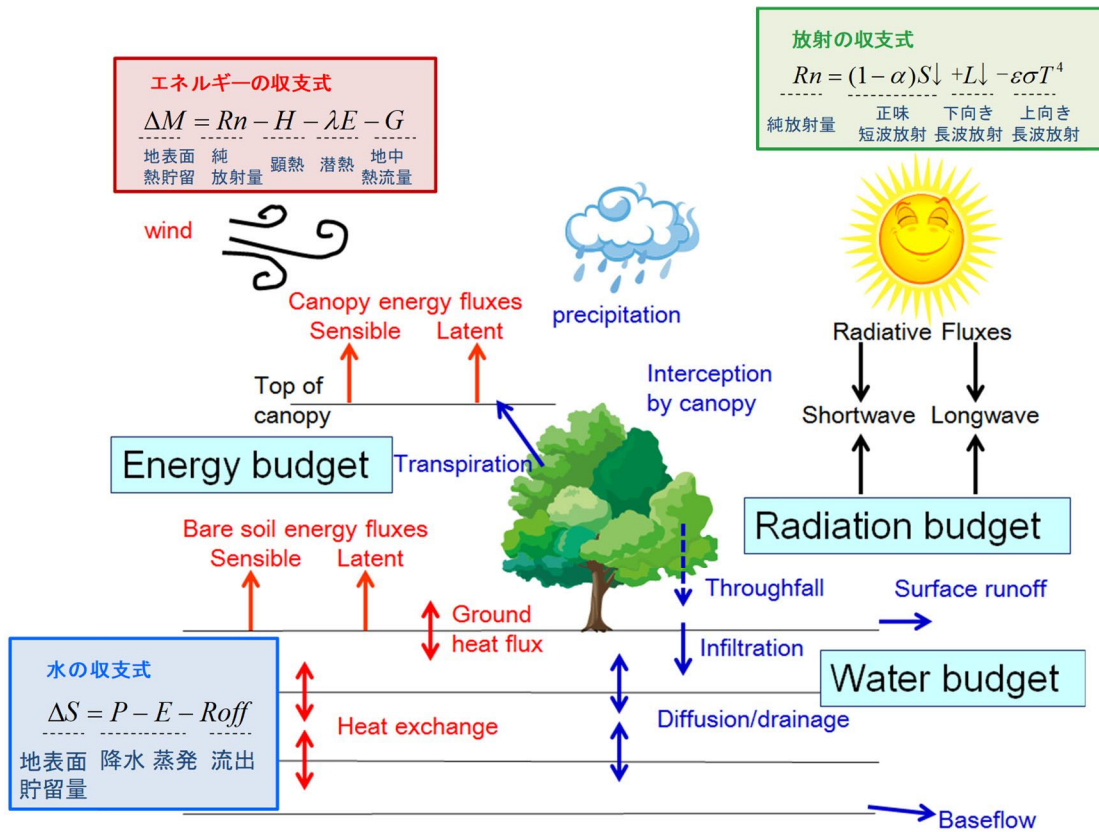 エネルギーの収支式
ΔM = Rn − H − λE − G
地表面 純 顕熱 潜熱 地中
熱貯留 放射量 熱流量
放射の収支式
Rn = (1−α)S↓ +L↓ −εσT⁴
純放射量 正味 下向き 上向き
短波放射 長波放射 長波放射
wind
Canopy energy fluxes
Sensible Latent
precipitation
Radiative Fluxes
Shortwave Longwave
Top of
canopy
Interception
by canopy
Energy budget
Transpiration
Radiation budget
Bare soil energy fluxes
Sensible Latent
Ground
heat flux
Throughfall
Surface runoff
Infiltration
Water budget
水の収支式
ΔS = P − E − Roff
地表面 降水 蒸発 流出
貯留量
Heat exchange
Diffusion/drainage
Baseflow